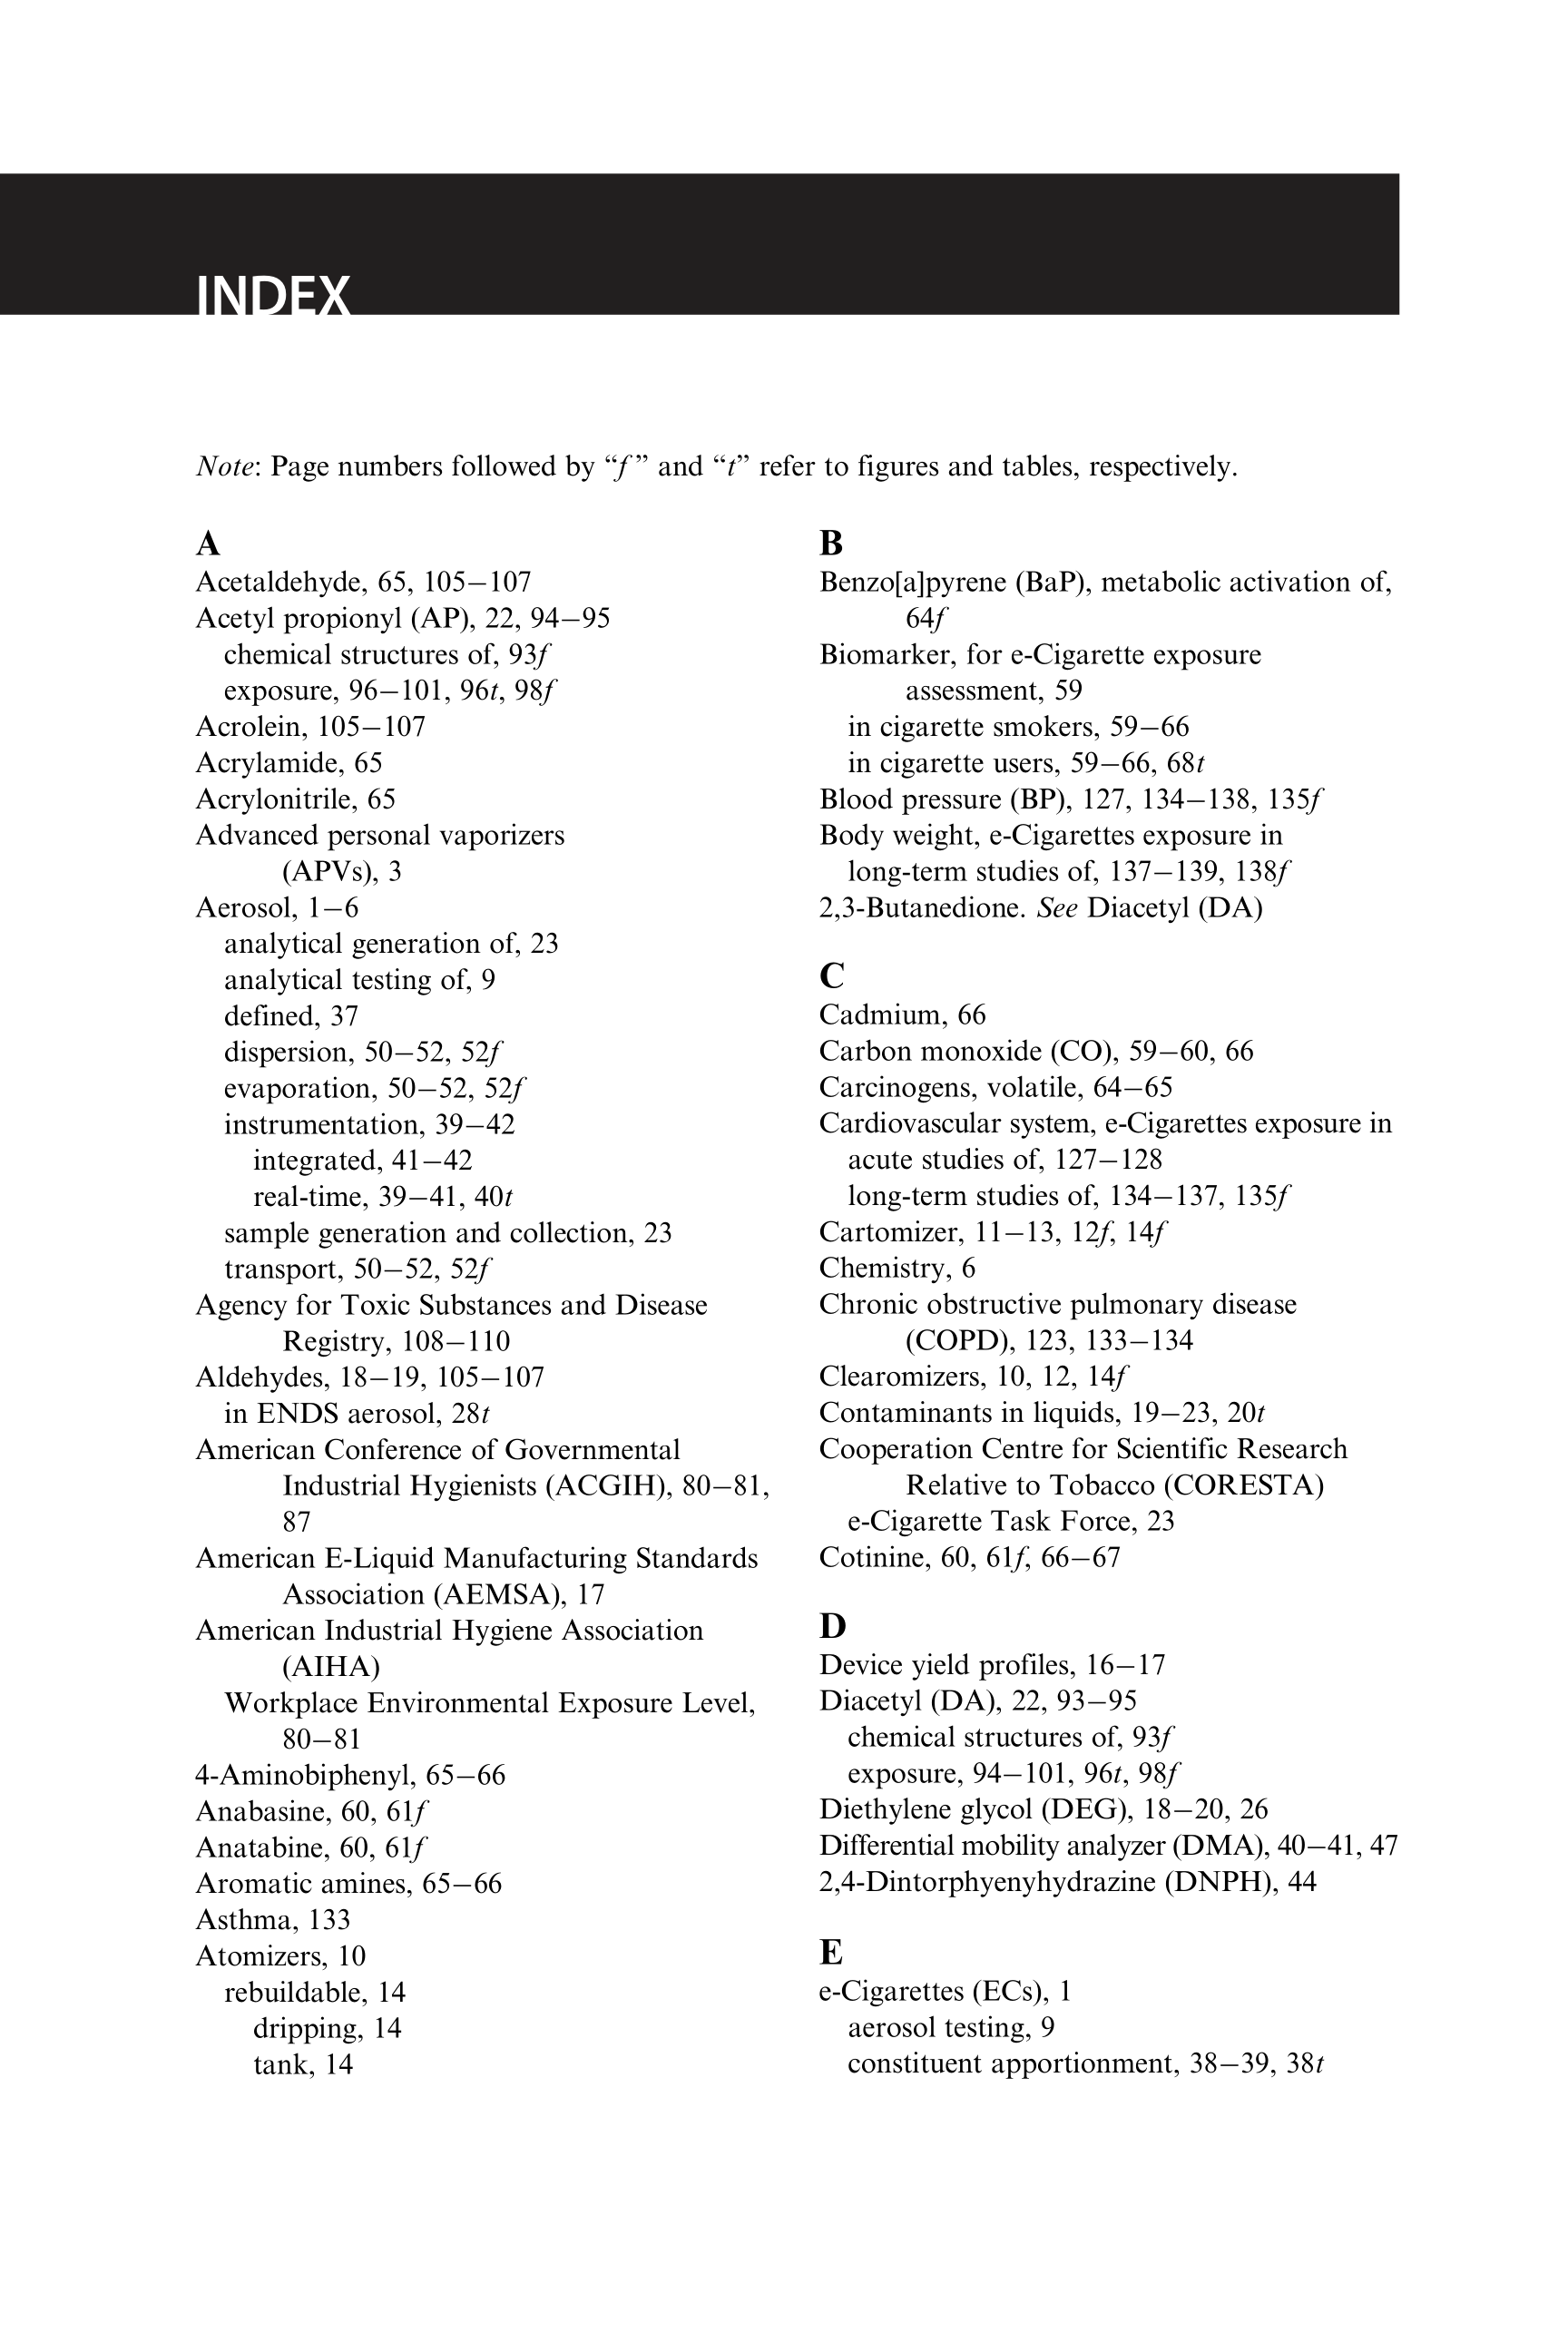 INDEX
Note: Page numbers followed by “f” and “t” refer to figures and tables, respectively.
A
Acetaldehyde, 65, 105–107
Acetyl propionyl (AP), 22, 94–95
chemical structures of, 93f
exposure, 96–101, 96t, 98f
Acrolein, 105–107
Acrylamide, 65
Acrylonitrile, 65
Advanced personal vaporizers
(APVs), 3
Aerosol, 1–6
analytical generation of, 23
analytical testing of, 9
defined, 37
dispersion, 50–52, 52f
evaporation, 50–52, 52f
instrumentation, 39–42
integrated, 41–42
real-time, 39–41, 40t
sample generation and collection, 23
transport, 50–52, 52f
Agency for Toxic Substances and Disease
Registry, 108–110
Aldehydes, 18–19, 105–107
in ENDS aerosol, 28t
American Conference of Governmental
Industrial Hygienists (ACGIH), 80–81,
87
American E-Liquid Manufacturing Standards
Association (AEMSA), 17
American Industrial Hygiene Association
(AIHA)
Workplace Environmental Exposure Level,
80–81
4-Aminobiphenyl, 65–66
Anabasine, 60, 61f
Anatabine, 60, 61f
Aromatic amines, 65–66
Asthma, 133
Atomizers, 10
rebuildable, 14
dripping, 14
tank, 14
B
Benzo[a]pyrene (BaP), metabolic activation of,
64f
Biomarker, for e-Cigarette exposure
assessment, 59
in cigarette smokers, 59–66
in cigarette users, 59–66, 68t
Blood pressure (BP), 127, 134–138, 135f
Body weight, e-Cigarettes exposure in
long-term studies of, 137–139, 138f
2,3-Butanedione. See Diacetyl (DA)
C
Cadmium, 66
Carbon monoxide (CO), 59–60, 66
Carcinogens, volatile, 64–65
Cardiovascular system, e-Cigarettes exposure in
acute studies of, 127–128
long-term studies of, 134–137, 135f
Cartomizer, 11–13, 12f, 14f
Chemistry, 6
Chronic obstructive pulmonary disease
(COPD), 123, 133–134
Clearomizers, 10, 12, 14f
Contaminants in liquids, 19–23, 20t
Cooperation Centre for Scientific Research
Relative to Tobacco (CORESTA)
e-Cigarette Task Force, 23
Cotinine, 60, 61f, 66–67
D
Device yield profiles, 16–17
Diacetyl (DA), 22, 93–95
chemical structures of, 93f
exposure, 94–101, 96t, 98f
Diethylene glycol (DEG), 18–20, 26
Differential mobility analyzer (DMA), 40–41, 47
2,4-Dintorphyenyhydrazine (DNPH), 44
E
e-Cigarettes (ECs), 1
aerosol testing, 9
constituent apportionment, 38–39, 38t